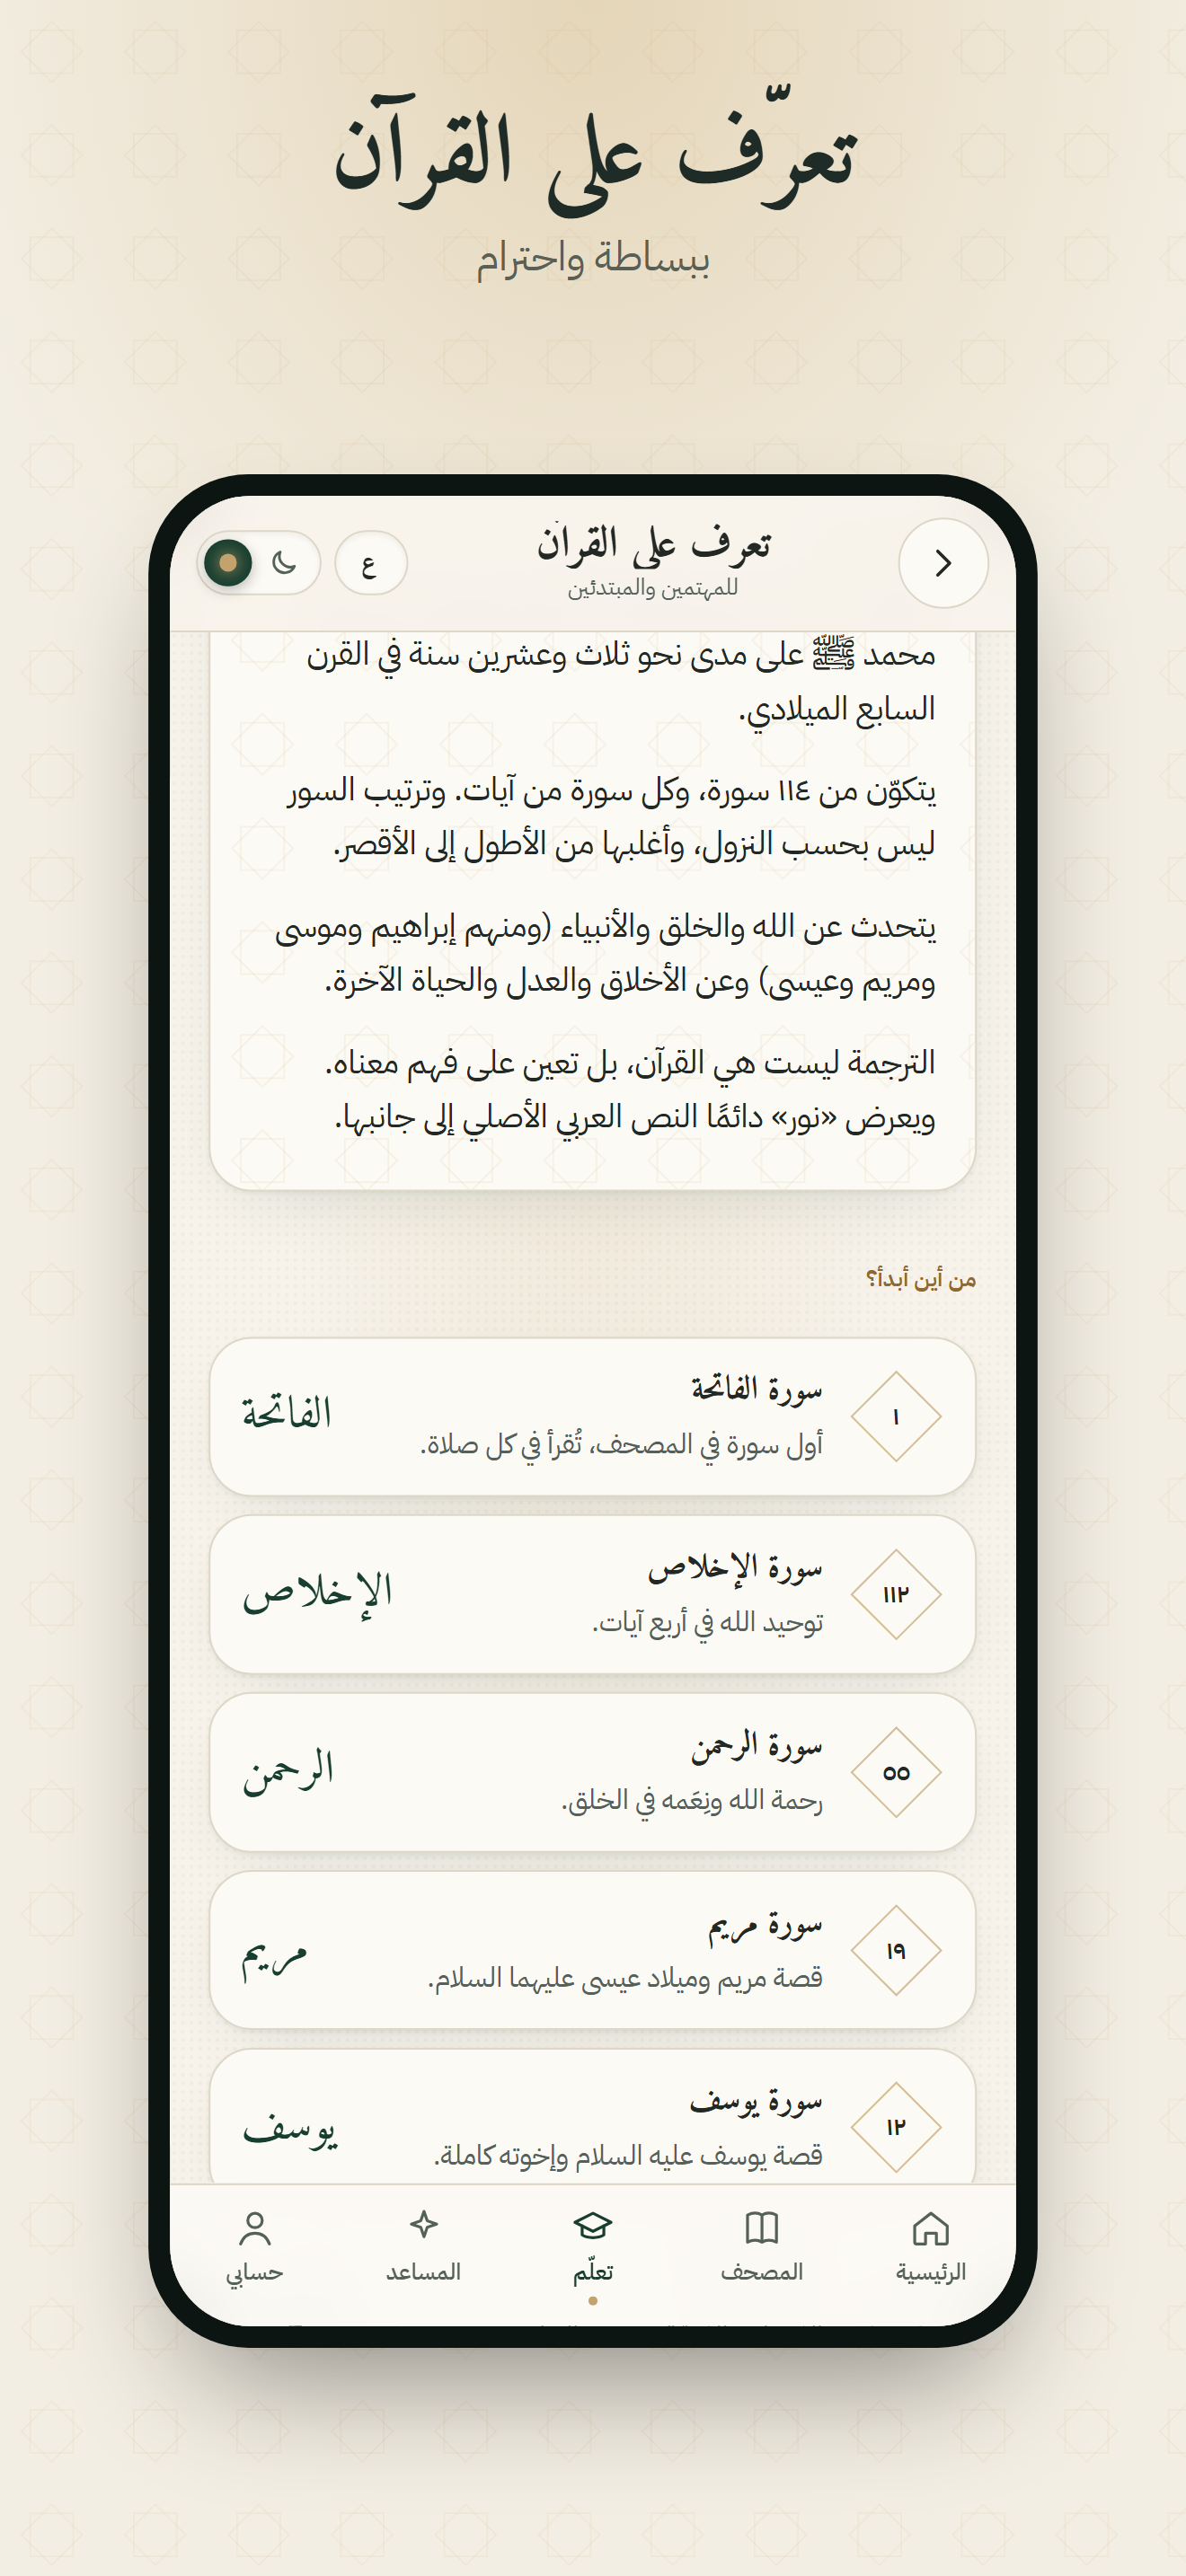 تعرّف على القرآن
ببساطة واحترام
تعرف على القرآن
للمهتمين والمبتدئين
ع
محمد ﷺ على مدى نحو ثلاث وعشرين سنة في القرن
السابع الميلادي.
يتكوّن من ١١٤ سورة، وكل سورة من آيات. وترتيب السور
ليس بحسب النزول، وأغلبها من الأطول إلى الأقصر.
يتحدث عن الله والخلق والأنبياء (ومنهم إبراهيم وموسى
ومريم وعيسى) وعن الأخلاق والعدل والحياة الآخرة.
الترجمة ليست هي القرآن، بل تعين على فهم معناه.
ويعرض «نور» دائمًا النص العربي الأصلي إلى جانبها.
من أين أبدأ؟
١
سورة الفاتحة
الفاتحة
أول سورة في المصحف، تُقرأ في كل صلاة.
١١٢
سورة الإخلاص
الإخلاص
توحيد الله في أربع آيات.
٥٥
سورة الرحمن
الرحمن
رحمة الله ونِعَمه في الخلق.
١٩
سورة مريم
مريم
قصة مريم وميلاد عيسى عليهما السلام.
١٢
سورة يوسف
يوسف
قصة يوسف عليه السلام وإخوته كاملة.
الرئيسية
المصحف
تعلّم
المساعد
حسابي